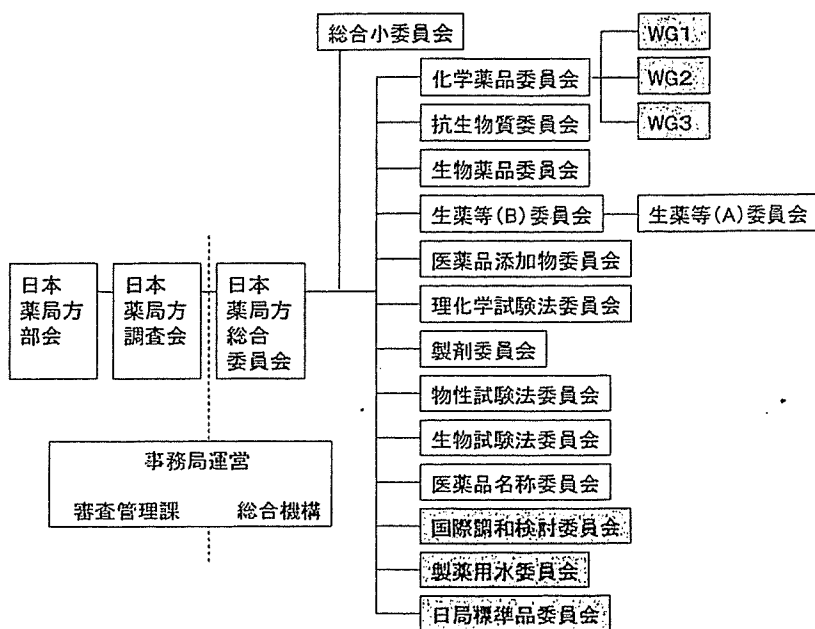 総合小委員会
化学薬品委員会
WG1
WG2
WG3
抗生物質委員会
生物薬品委員会
生薬等(B)委員会
生薬等(A)委員会
医薬品添加物委員会
理化学試験法委員会
製剤委員会
物性試験法委員会
生物試験法委員会
医薬品名称委員会
国際調和検討委員会
製薬用水委員会
日局標準品委員会
日本
薬局方
部会
日本
薬局方
調査会
日本
薬局方
総合
委員会
事務局運営
審査管理課
総合機構